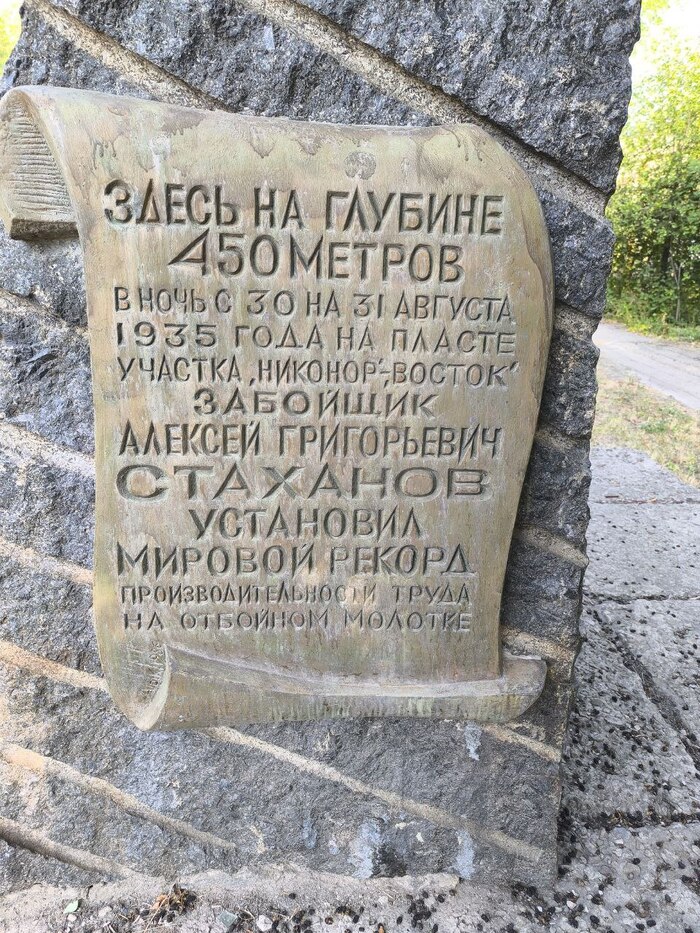 ЗДЕСЬ НА ГЛУБИНЕ
450 МЕТРОВ
В НОЧЬ С 30 НА 31 АВГУСТА
1935 ГОДА НА ПЛАСТЕ
УЧАСТКА „НИКОНОР"-„ВОСТОК"
ЗАБОЙЩИК
АЛЕКСЕЙ ГРИГОРЬЕВИЧ
СТАХАНОВ
УСТАНОВИЛ
МИРОВОЙ РЕКОРД
ПРОИЗВОДИТЕЛЬНОСТИ ТРУДА
НА ОТБОЙНОМ МОЛОТКЕ